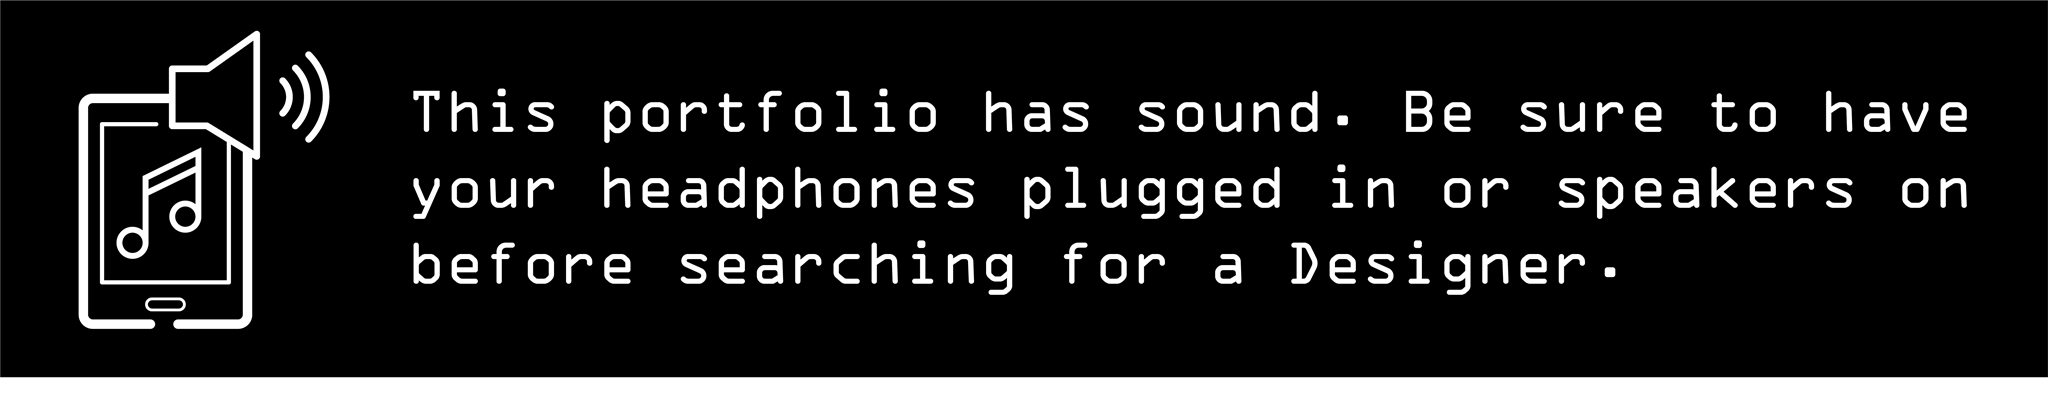 This portfolio has sound. Be sure to have
your headphones plugged in or speakers on
before searching for a Designer.